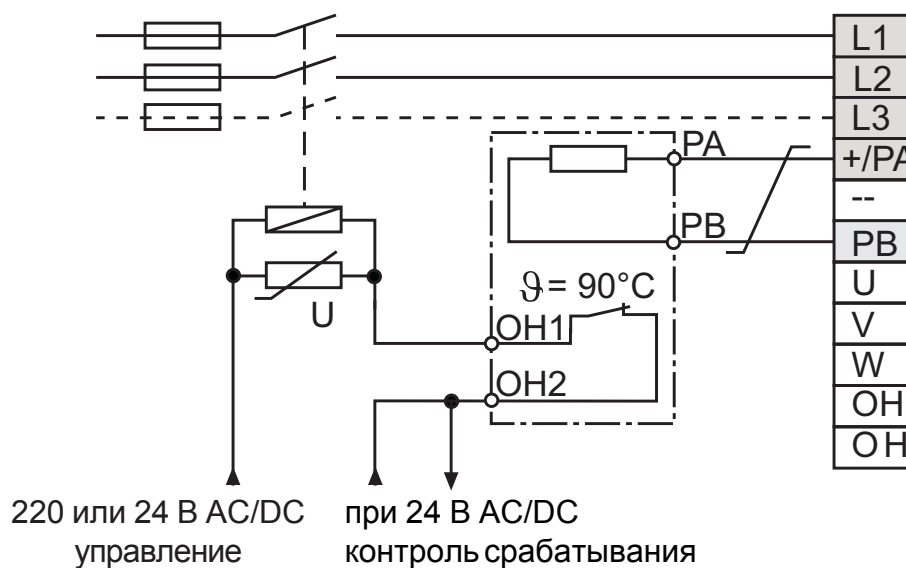 L1
L2
L3
PA
+/PA
--
PB
PB
U
ϑ = 90°C
U
V
OH1
W
OH2
OH
OH
220 или 24 В AC/DC
управление
при 24 В AC/DC
контроль срабатывания